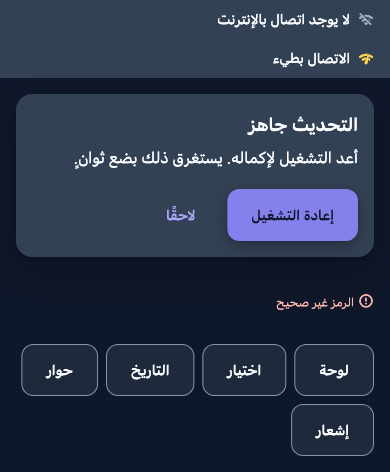 لا يوجد اتصال بالإنترنت
الاتصال بطيء
التحديث جاهز
أعد التشغيل لإكماله. يستغرق ذلك بضع ثوانٍ.
إعادة التشغيل
لاحقًا
الرمز غير صحيح
لوحة
اختيار
التاريخ
حوار
إشعار